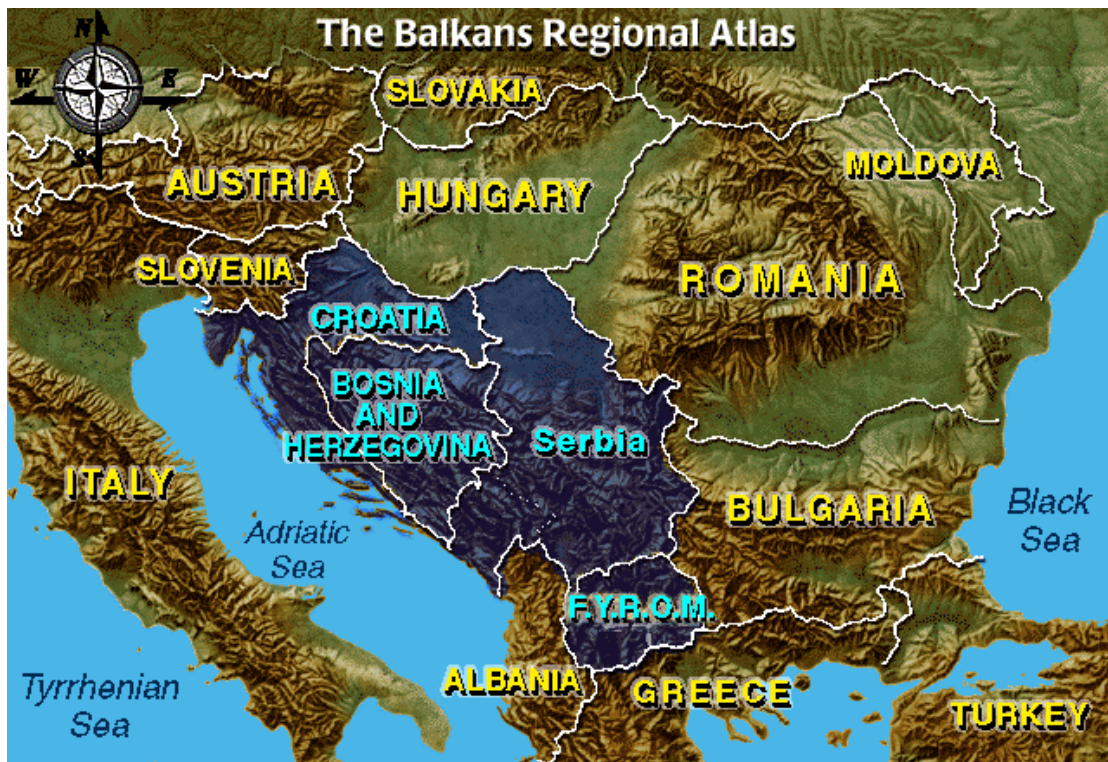 The Balkans Regional Atlas
N
W
E
S
SLOVAKIA
MOLDOVA
AUSTRIA
HUNGARY
SLOVENIA
ROMANIA
CROATIA
BOSNIA
AND
HERZEGOVINA
Serbia
ITALY
BULGARIA
Black
Sea
Adriatic
Sea
F.Y.R.O.M.
ALBANIA
GREECE
Tyrrhenian
Sea
TURKEY